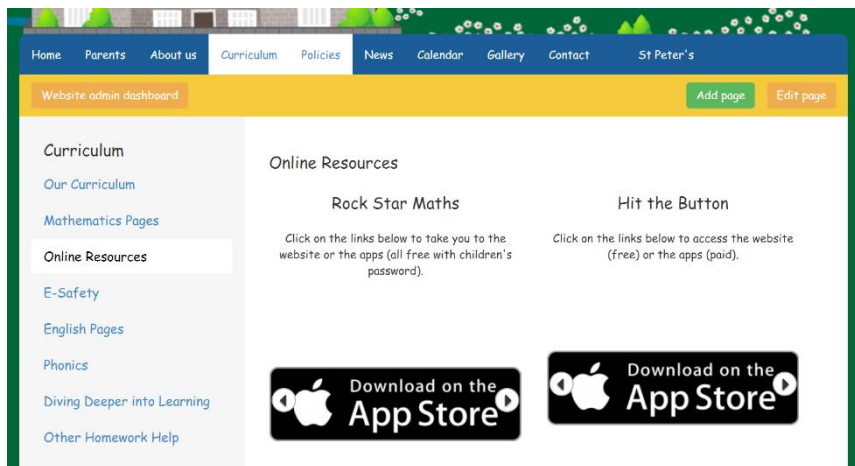 Home Parents About us Curriculum Policies News Calendar Gallery Contact St Peter's
Website admin dashboard Add page Edit page
Curriculum
Our Curriculum
Mathematics Pages
Online Resources
E-Safety
English Pages
Phonics
Diving Deeper into Learning
Other Homework Help
Online Resources
Rock Star Maths
Click on the links below to take you to the
website or the apps (all free with children's
password).
Download on the
App Store
Hit the Button
Click on the links below to access the website
(free) or the apps (paid).
Download on the
App Store